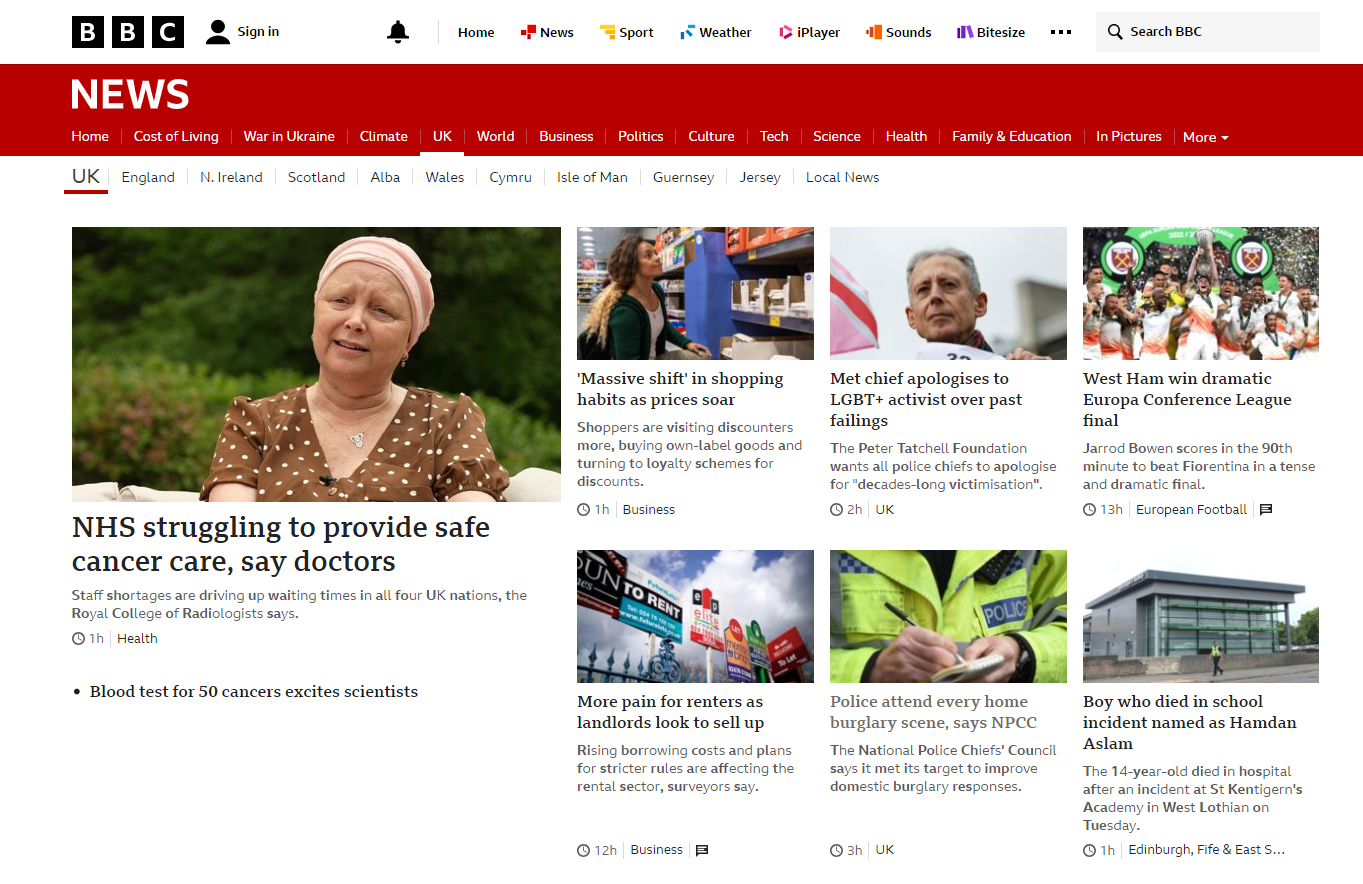 BBC
Sign in
Home
News
Sport
Weather
iPlayer
Sounds
Bitesize
Search BBC
NEWS
Home
Cost of Living
War in Ukraine
Climate
UK
World
Business
Politics
Culture
Tech
Science
Health
Family & Education
In Pictures
More
UK
England
N. Ireland
Scotland
Alba
Wales
Cymru
Isle of Man
Guernsey
Jersey
Local News
NHS struggling to provide safe
cancer care, say doctors
Staff shortages are driving up waiting times in all four UK nations, the
Royal College of Radiologists says.
1h
Health
Blood test for 50 cancers excites scientists
'Massive shift' in shopping
habits as prices soar
Shoppers are visiting discounters
more, buying own-label goods and
turning to loyalty schemes for
discounts.
1h
Business
Met chief apologises to
LGBT+ activist over past
failings
The Peter Tatchell Foundation
wants all police chiefs to apologise
for "decades-long victimisation".
2h
UK
West Ham win dramatic
Europa Conference League
final
Jarrod Bowen scores in the 90th
minute to beat Fiorentina in a tense
and dramatic final.
13h
European Football
TO RENT
To Let
More pain for renters as
landlords look to sell up
Rising borrowing costs and plans
for stricter rules are affecting the
rental sector, surveyors say.
12h
Business
POLICE
Police attend every home
burglary scene, says NPCC
The National Police Chiefs' Council
says it met its target to improve
domestic burglary responses.
3h
UK
Boy who died in school
incident named as Hamdan
Aslam
The 14-year-old died in hospital
after an incident at St Kentigern's
Academy in West Lothian on
Tuesday.
1h
Edinburgh, Fife & East S...